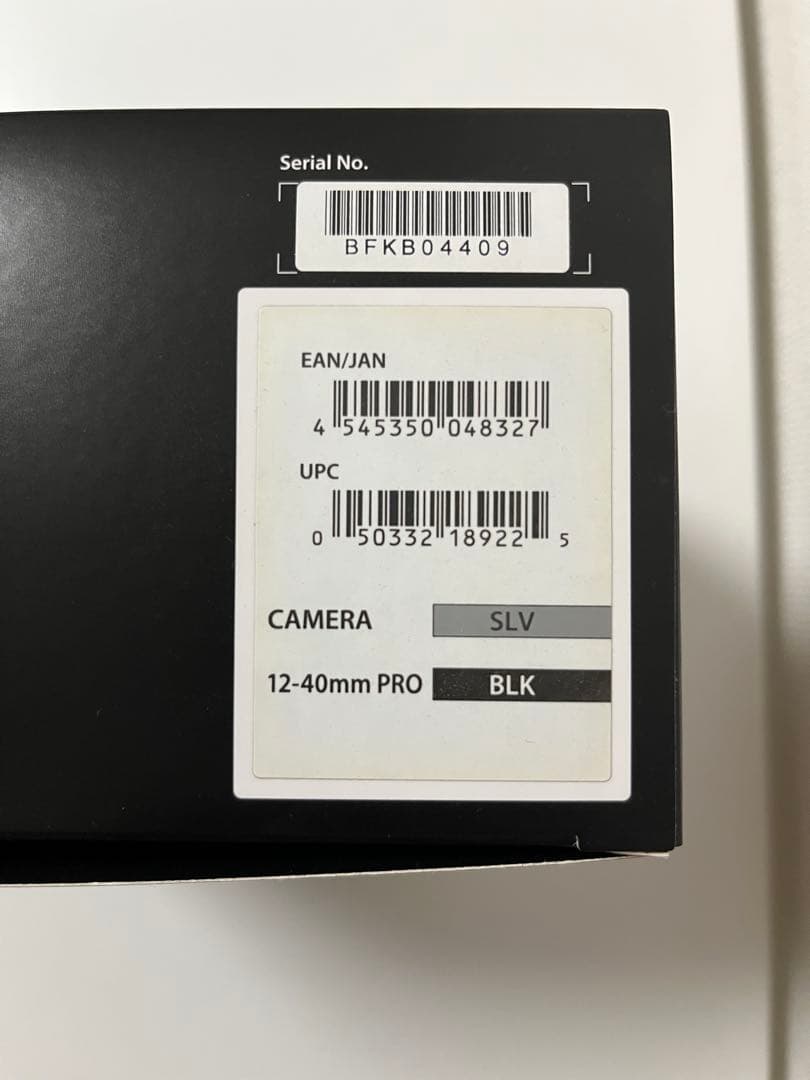 Serial No.
BFKB04409
EAN/JAN
4 545350 048327
UPC
0 50332 18922 5
CAMERA SLV
12-40mm PRO BLK